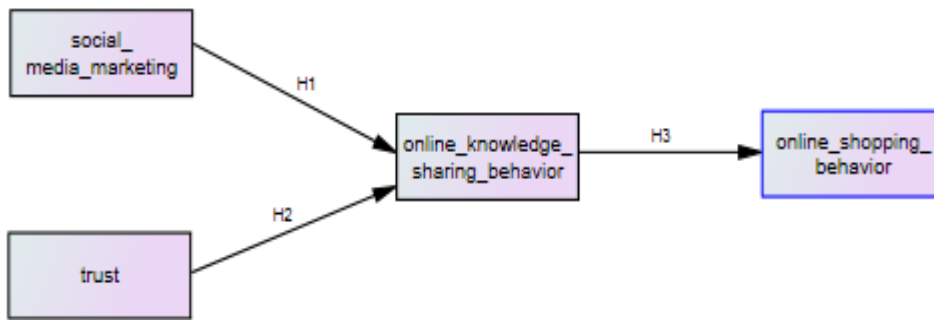 social_
media_marketing
H1
online_knowledge_
sharing_behavior
H3
online_shopping_
behavior
H2
trust